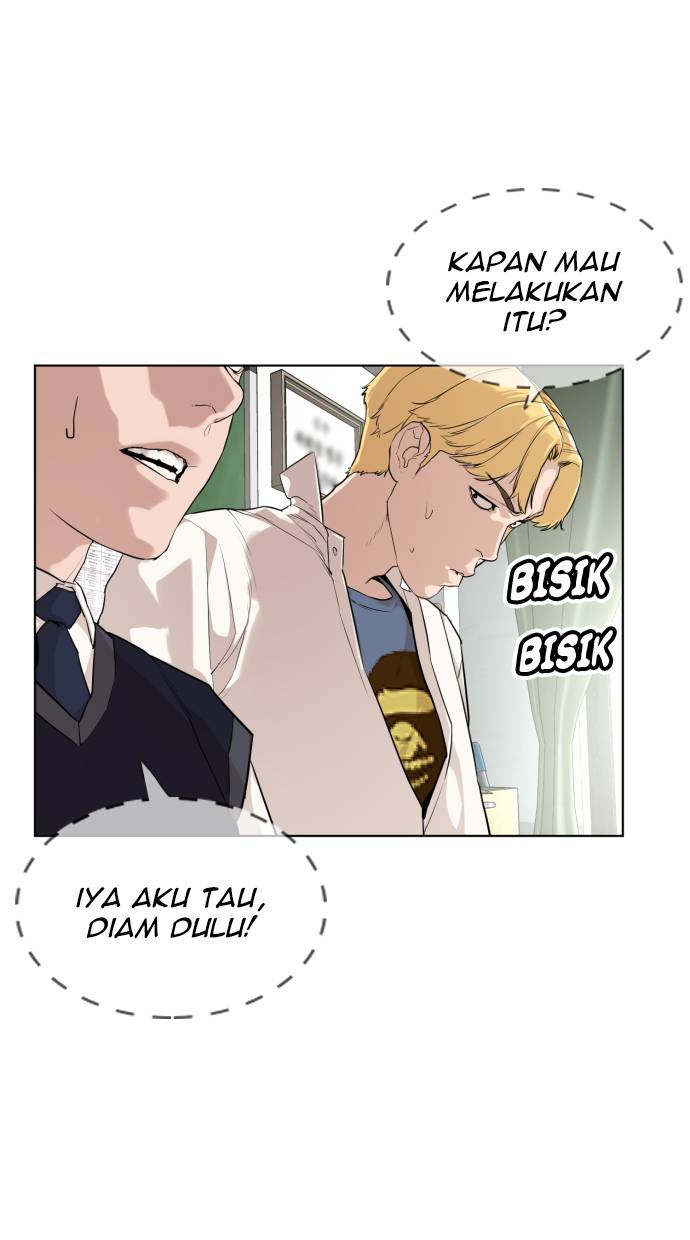 KAPAN MAU
MELAKUKAN
ITU?
BISIK
BISIK
IYA AKU TAU,
DIAM DULU!